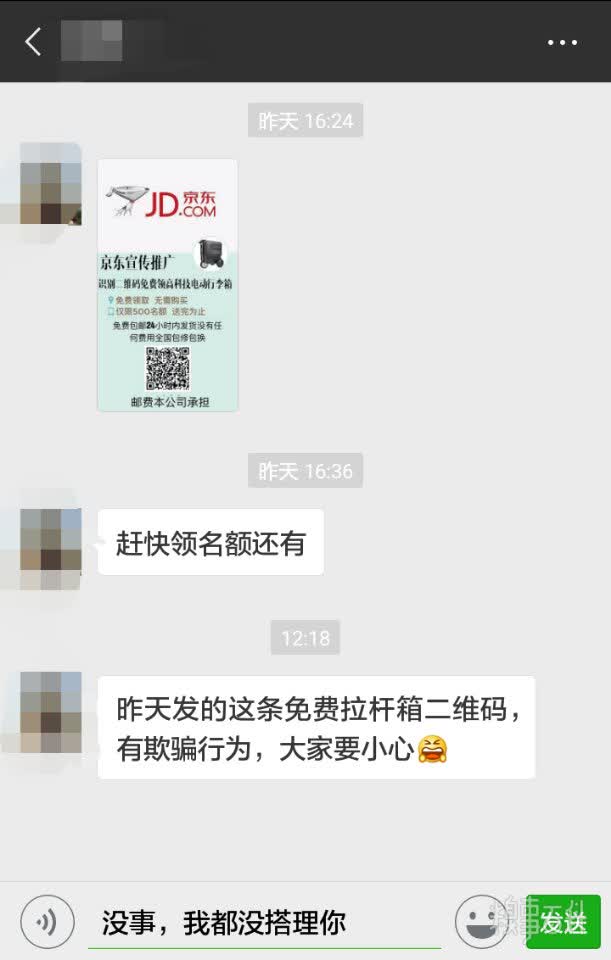 昨天 16:24
JD京东
.COM
京东宣传推广
识别二维码免费领高科技电动行李箱
免费领取 无需购买
仅限500名额 送完为止
免费包邮24小时内发货没有任
何费用全国包修包换
邮费本公司承担
昨天 16:36
赶快领名额还有
12:18
昨天发的这条免费拉杆箱二维码，
有欺骗行为，大家要小心
没事，我都没搭理你
发送